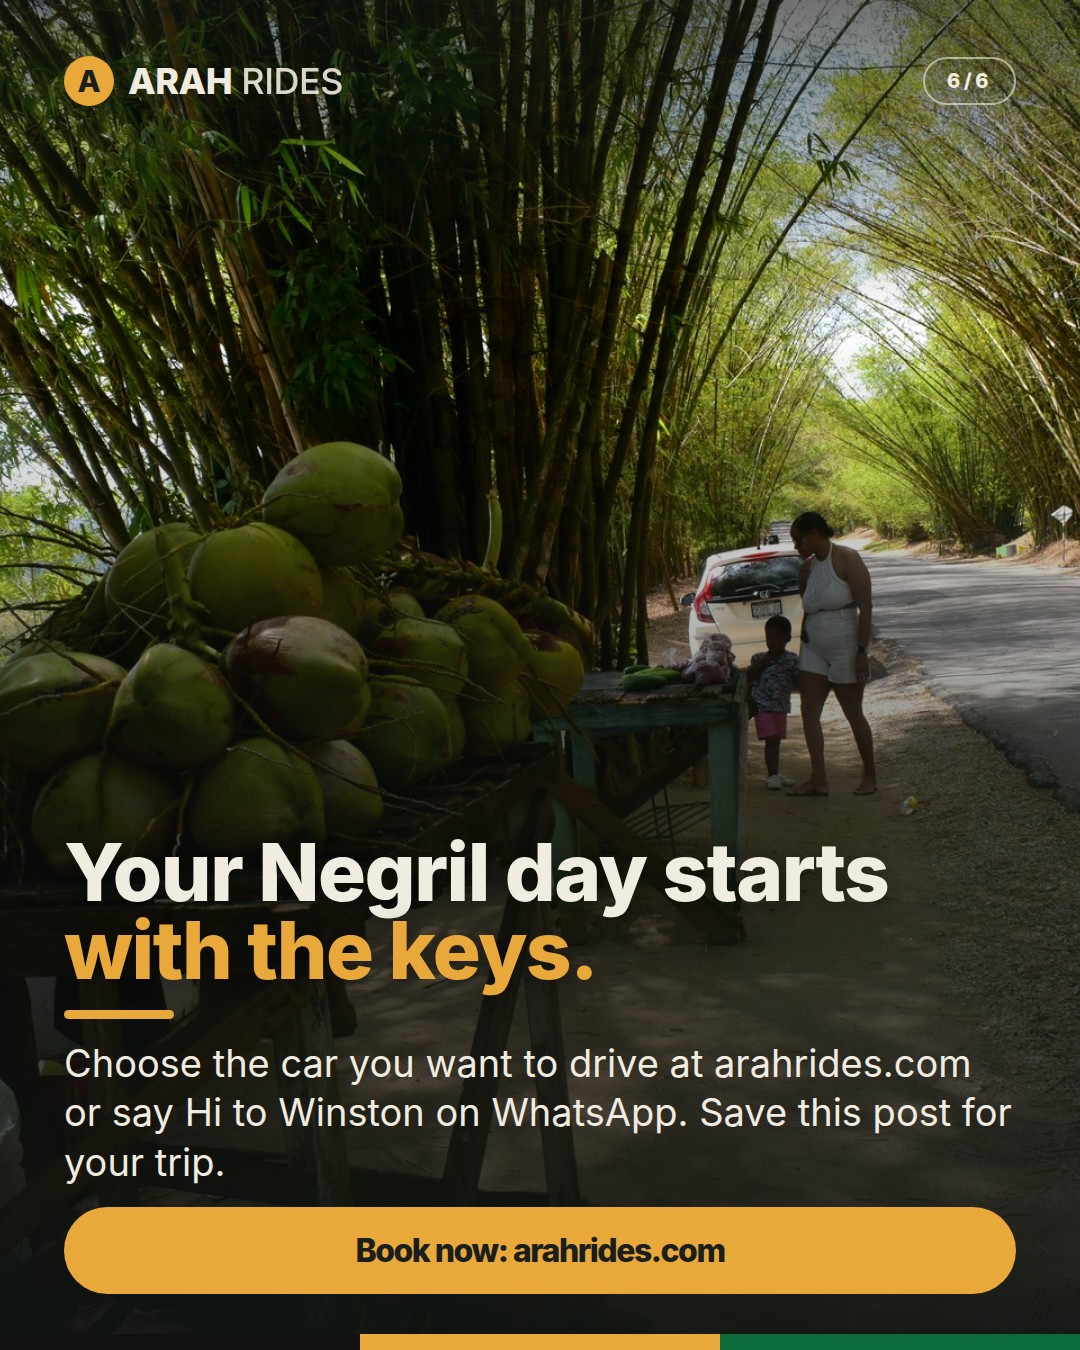 A ARAH RIDES
6/6
Your Negril day starts
with the keys.
Choose the car you want to drive at arahrides.com
or say Hi to Winston on WhatsApp. Save this post for
your trip.
Book now: arahrides.com